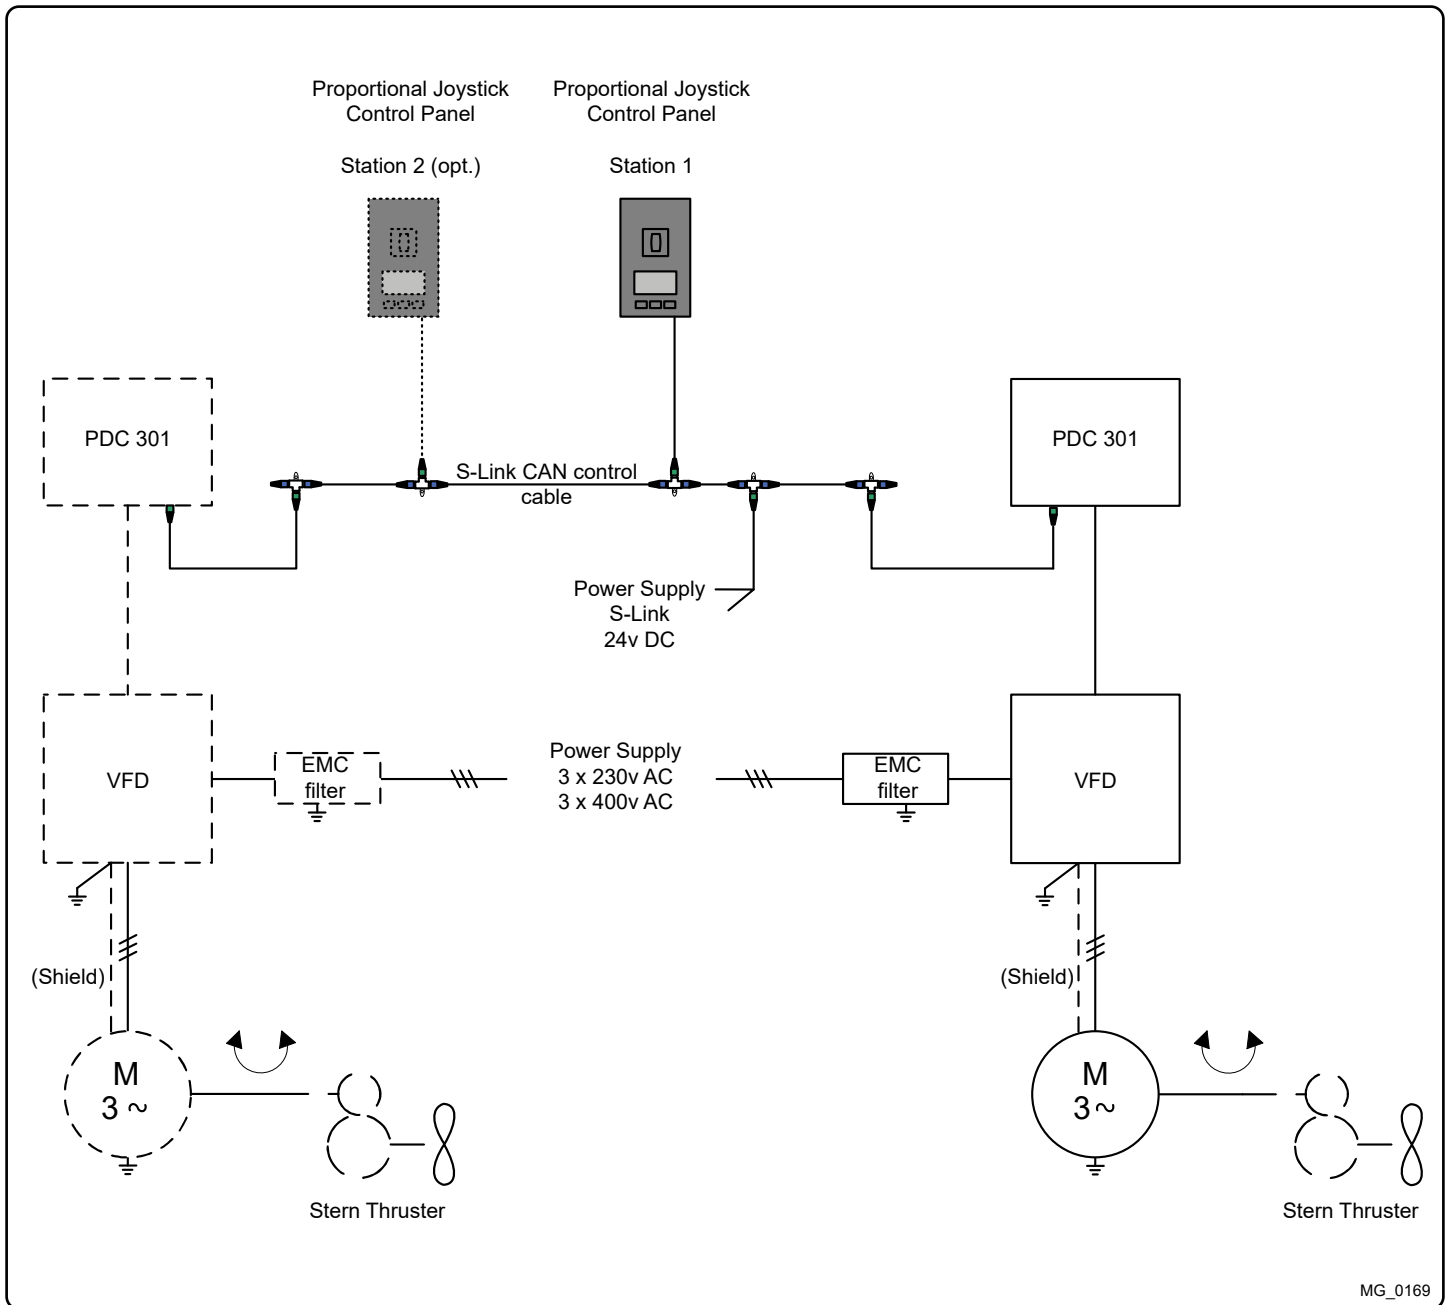 Proportional Joystick
Control Panel
Station 2 (opt.)
Proportional Joystick
Control Panel
Station 1
PDC 301
S-Link CAN control
cable
PDC 301
Power Supply
S-Link
24v DC
VFD
EMC
filter
Power Supply
3 x 230v AC
3 x 400v AC
EMC
filter
VFD
(Shield)
(Shield)
M
3 ~
M
3 ~
Stern Thruster
Stern Thruster
MG_0169